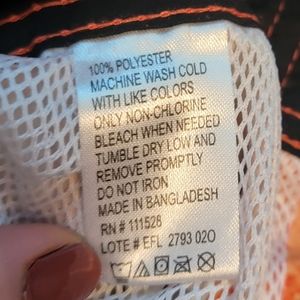 100% POLYESTER
MACHINE WASH COLD
WITH LIKE COLORS
ONLY NON-CHLORINE
BLEACH WHEN NEEDED
TUMBLE DRY LOW AND
REMOVE PROMPTLY
DO NOT IRON
MADE IN BANGLADESH
RN # 111528
LOTE # EFL 2793 02O